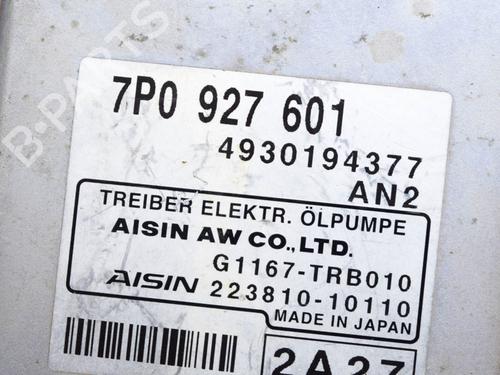 7P0 927 601
4930194377
AN2
TREIBER ELEKTR. ÖLPUMPE
AISIN AW CO., LTD.
G1167-TRB010
AISIN 223810-10110
MADE IN JAPAN
2A27
B-PARTS